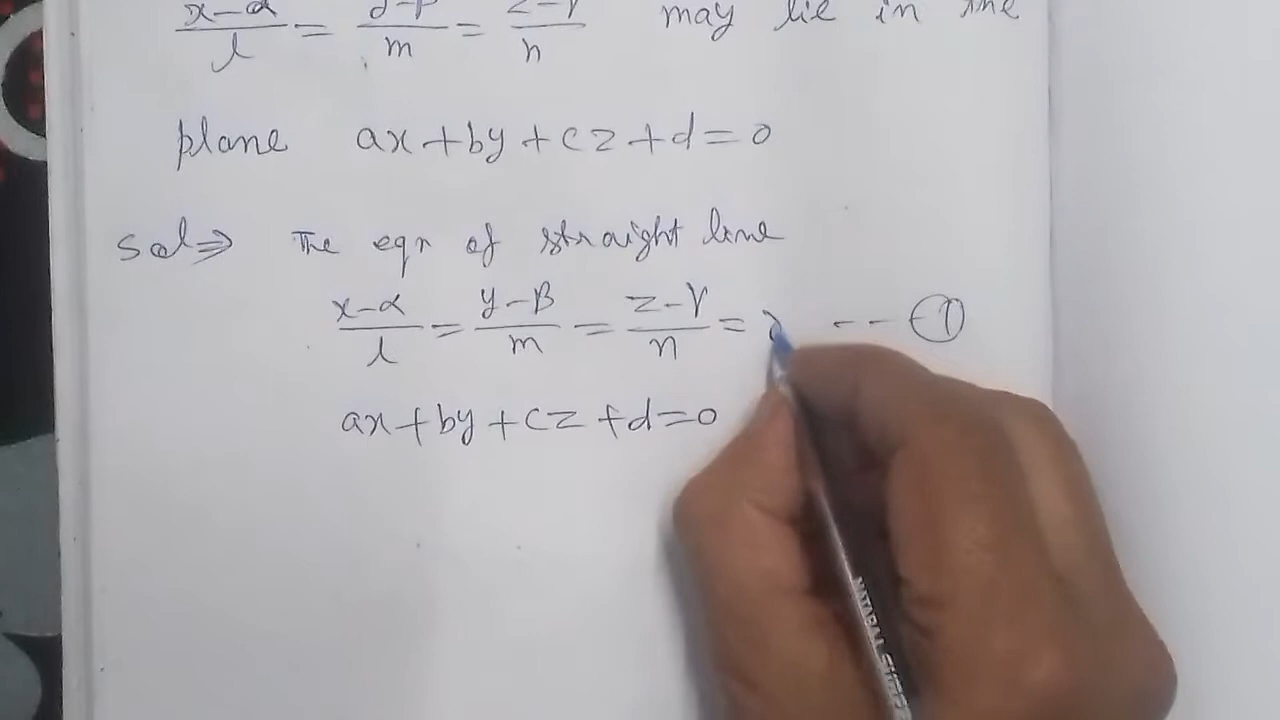 x-α/l = y-β/m = z-γ/n may lie in the
plane ax+by+cz+d=0
Sol⇒ The eqn of straight line
x-α/l = y-β/m = z-γ/n = -- ①
ax+by+cz+d=0
NATARAJ